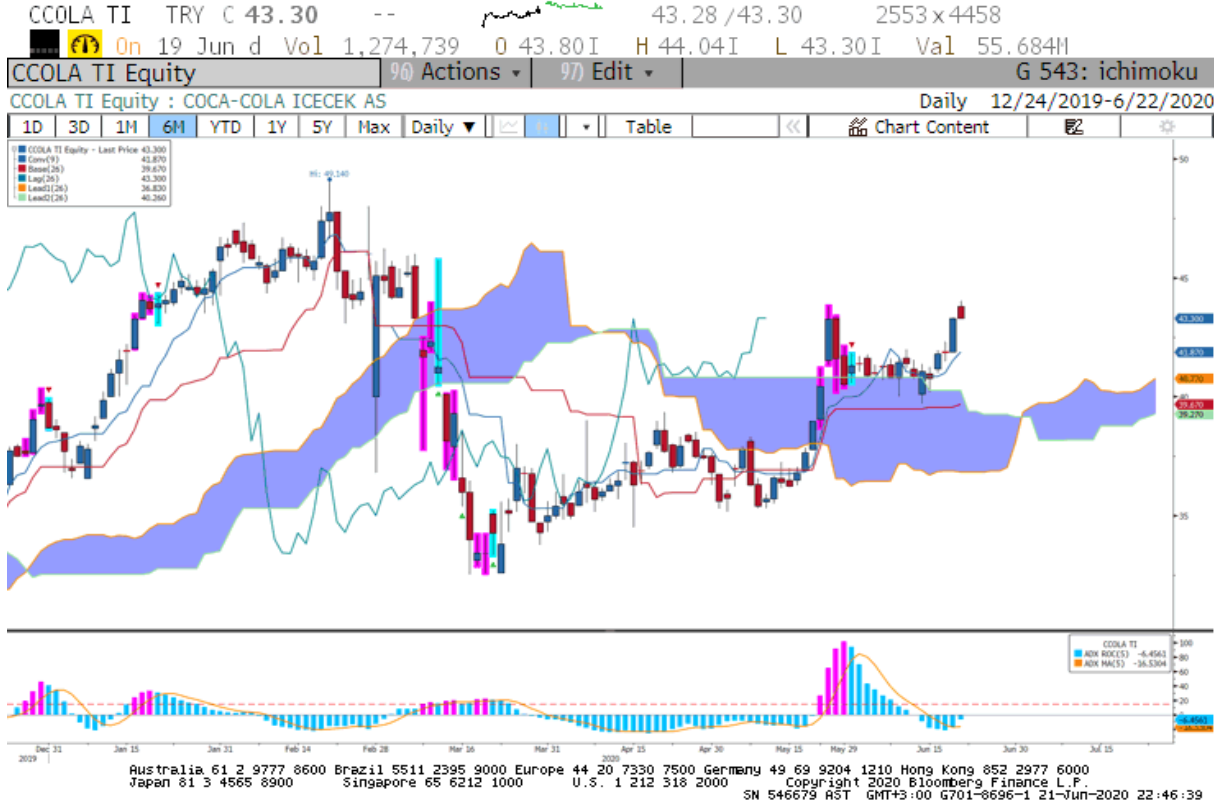 CCOLA TI TRY C 43.30 -- 43.28 /43.30 2553 x 4458
On 19 Jun d Vol 1,274,739 O 43.80I H 44.04I L 43.30I Val 55.684M
CCOLA TI Equity 96) Actions 97) Edit G 543: ichimoku
CCOLA TI Equity : COCA-COLA ICECEK AS Daily 12/24/2019-6/22/2020
1D 3D 1M 6M YTD 1Y 5Y Max Daily ▼ Table « Chart Content
CCOLA TI Equity - Last Price 43.300
Conv(9) 41.870
Base(26) 39.670
Lag(26) 43.300
Lead1(26) 36.830
Lead2(26) 40.260
Hi: 49.140
50
45
43.300
41.870
40.770
40
39.670
39.270
35
CCOLA TI
ADX ROC(5) -6.4561
ADX MA(5) -16.5304
100
80
60
40
20
0
-6.4561
-16.5304
Dec 31 Jan 15 Jan 31 Feb 14 Feb 28 Mar 16 Mar 31 Apr 15 Apr 30 May 15 May 29 Jun 15 Jun 30 Jul 15
2019 2020
Australia 61 2 9777 8600 Brazil 5511 2395 9000 Europe 44 20 7330 7500 Germany 49 69 9204 1210 Hong Kong 852 2977 6000
Japan 81 3 4565 8900 Singapore 65 6212 1000 U.S. 1 212 318 2000 Copyright 2020 Bloomberg Finance L.P.
SN 546679 AST GMT+3:00 G701-8696-1 21-Jun-2020 22:46:39